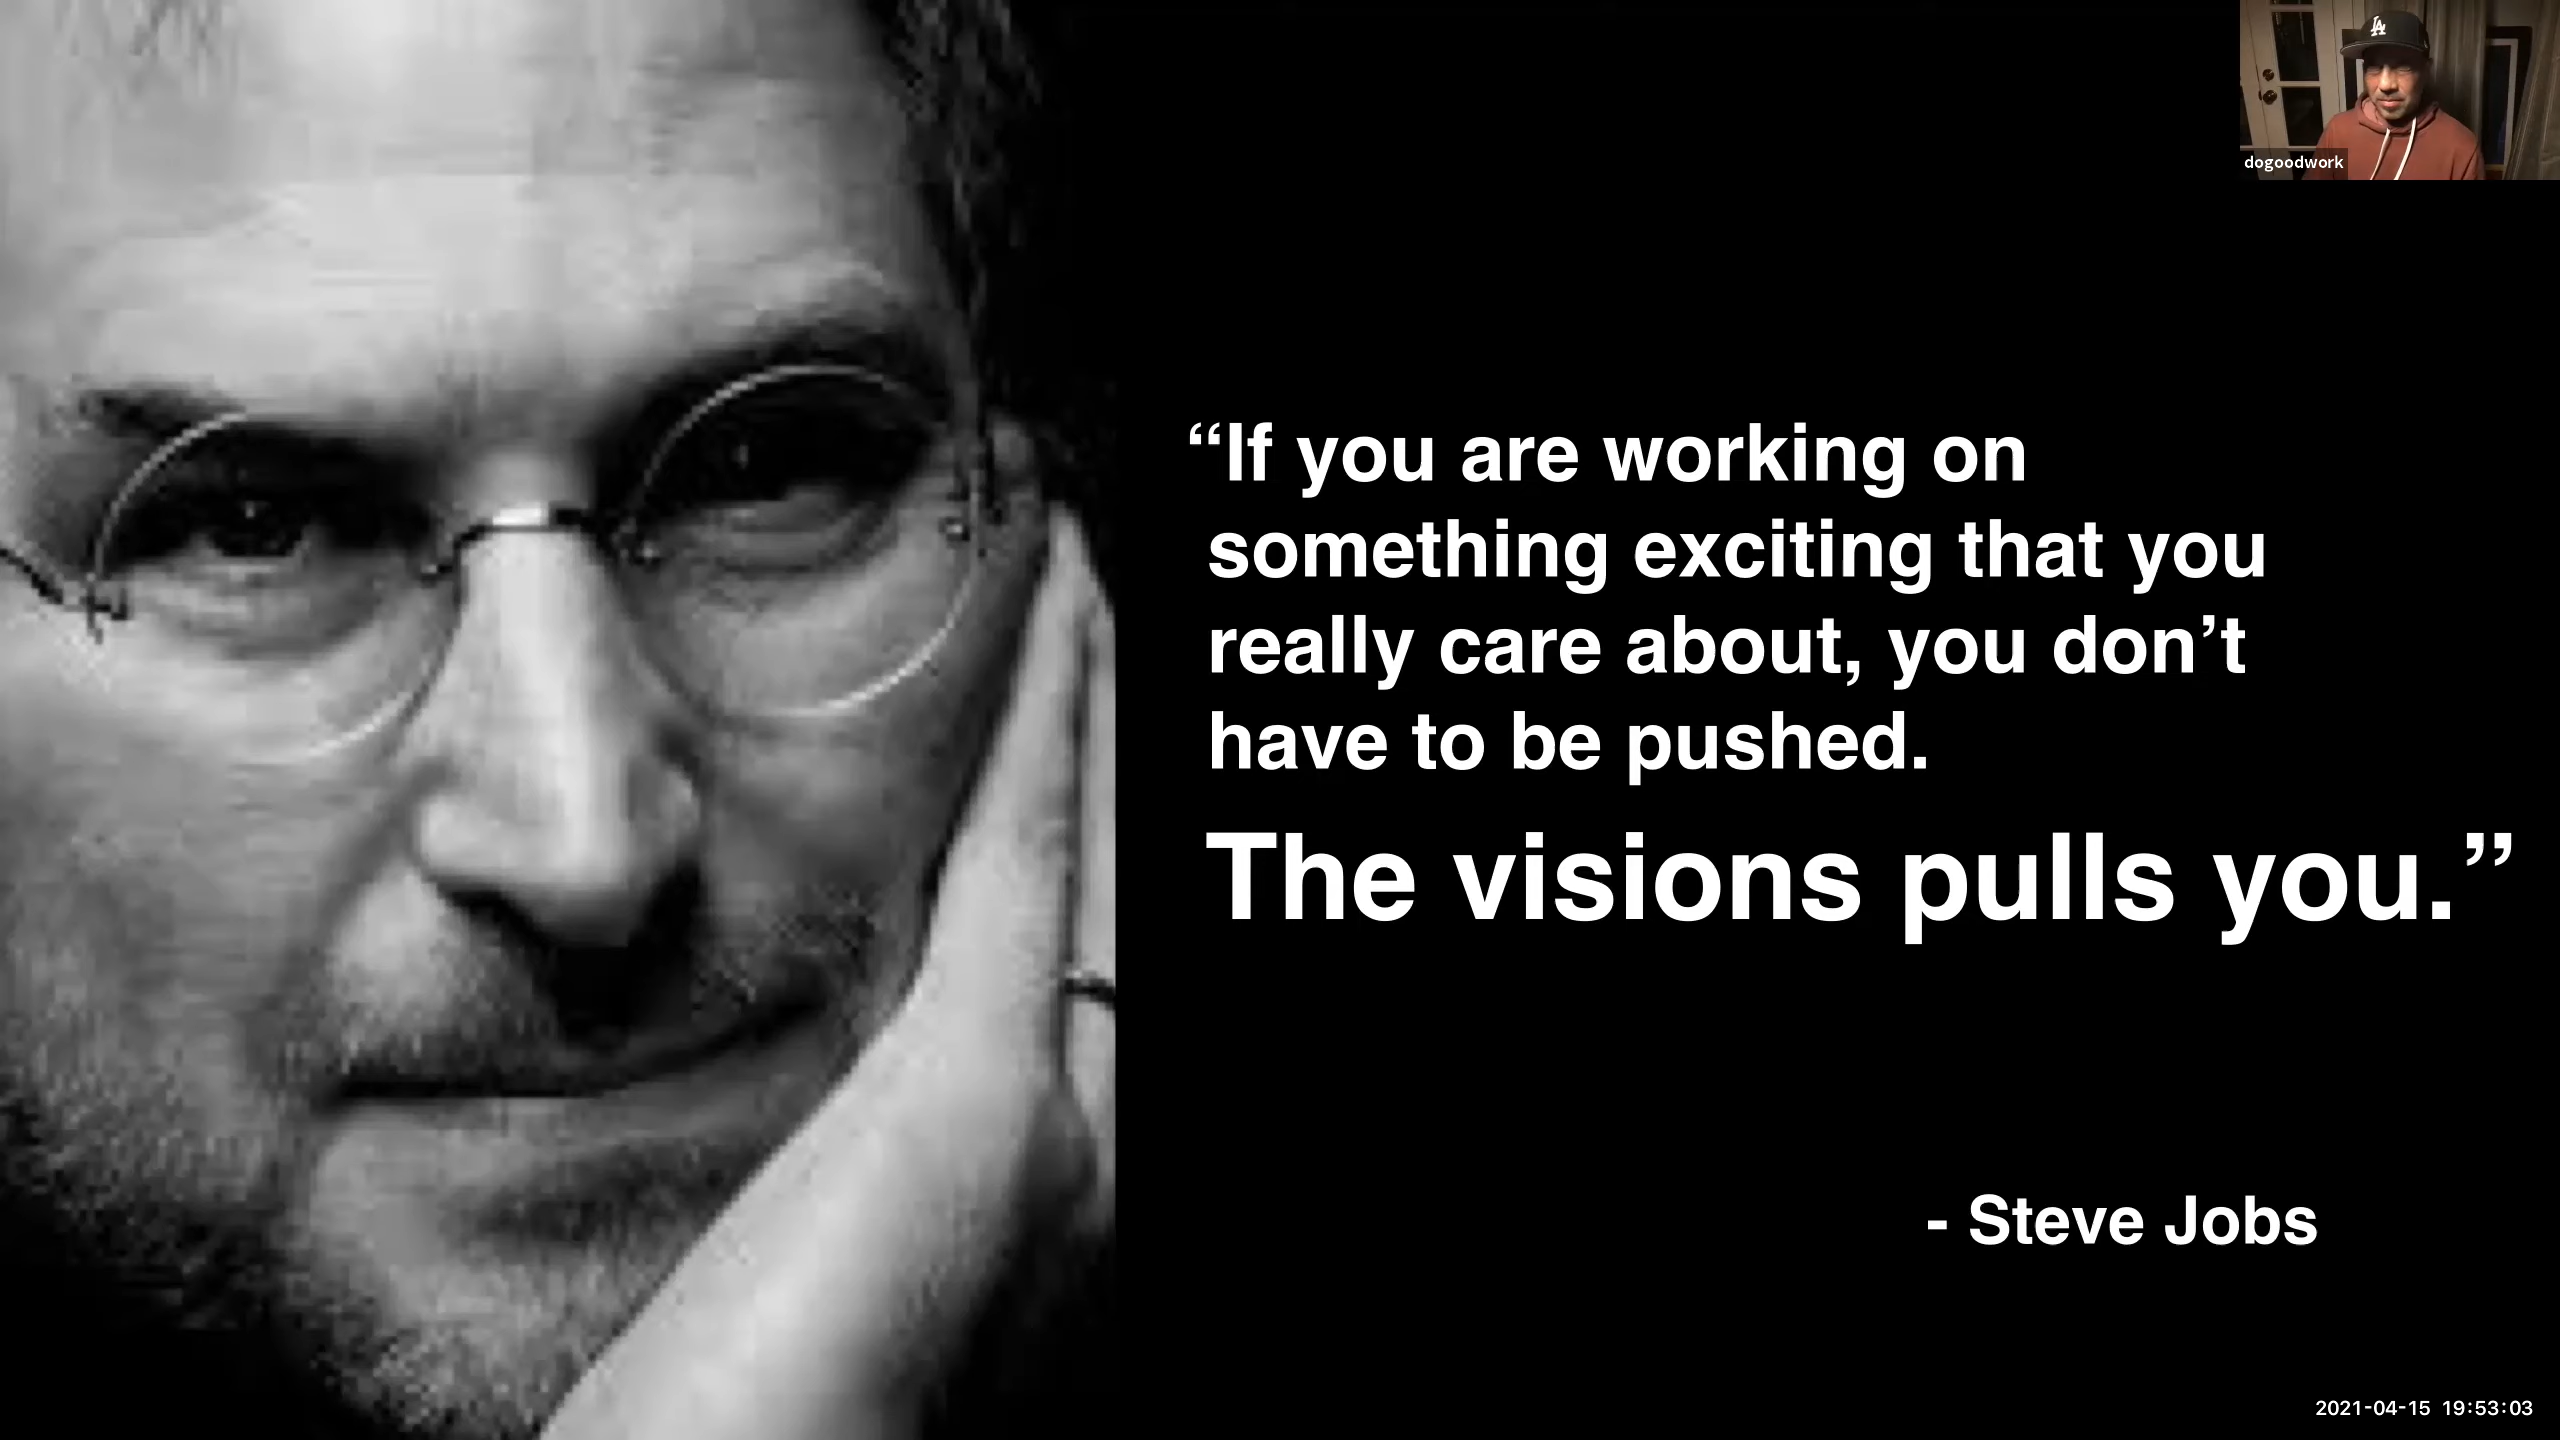 LA
dogoodwork
“If you are working on
something exciting that you
really care about, you don’t
have to be pushed.
The visions pulls you.”
- Steve Jobs
2021-04-15 19:53:03